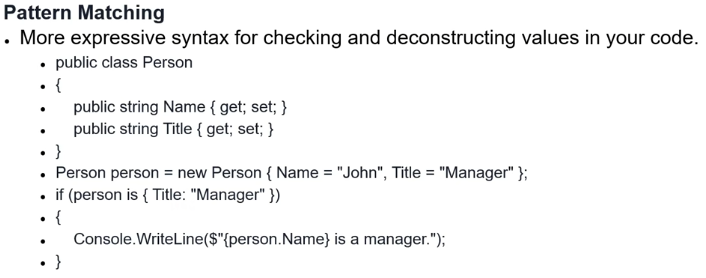 Pattern Matching
• More expressive syntax for checking and deconstructing values in your code.
• public class Person
• {
•     public string Name { get; set; }
•     public string Title { get; set; }
• }
• Person person = new Person { Name = "John", Title = "Manager" };
• if (person is { Title: "Manager" })
• {
•     Console.WriteLine($"{person.Name} is a manager.");
• }